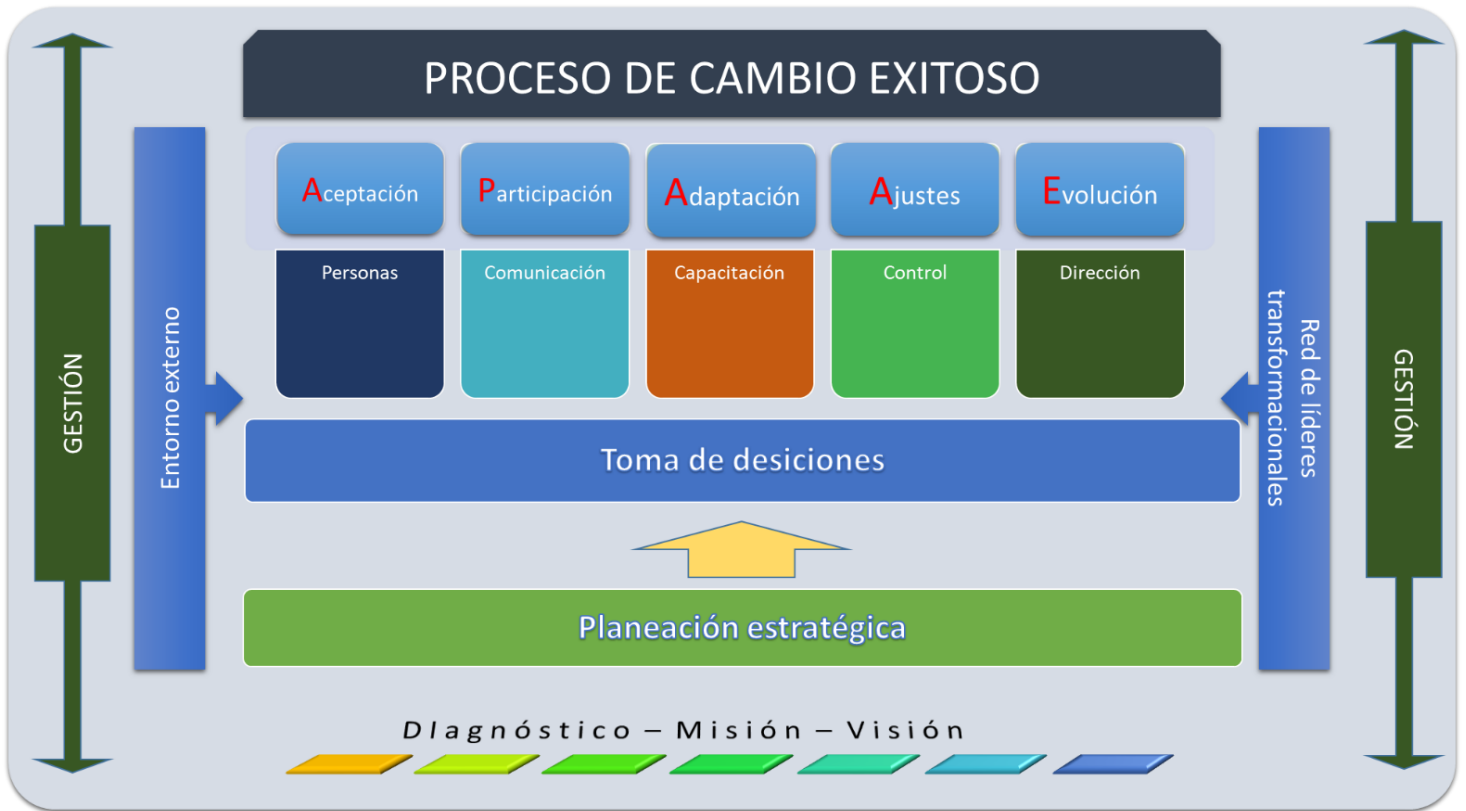 PROCESO DE CAMBIO EXITOSO
Aceptación
Participación
Adaptación
Ajustes
Evolución
Personas
Comunicación
Capacitación
Control
Dirección
GESTIÓN
Entorno externo
Red de líderes
transformacionales
GESTIÓN
Toma de desiciones
Planeación estratégica
DIagnóstico – Misión – Visión